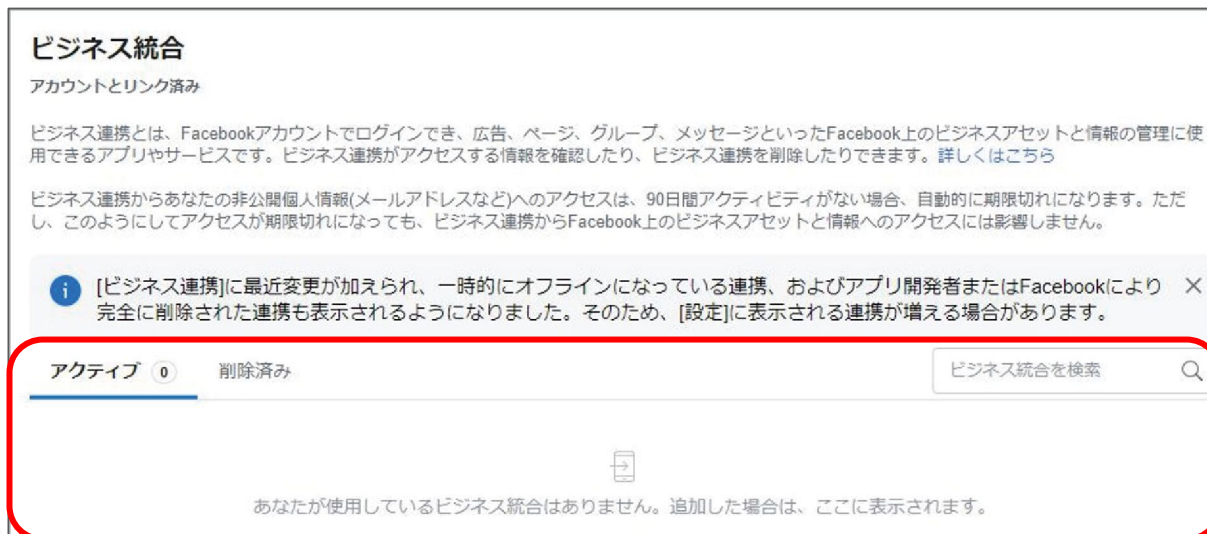 ビジネス統合
アカウントとリンク済み
ビジネス連携とは、Facebookアカウントでログインでき、広告、ページ、グループ、メッセージといったFacebook上のビジネスアセットと情報の管理に使
用できるアプリやサービスです。ビジネス連携がアクセスする情報を確認したり、ビジネス連携を削除したりできます。詳しくはこちら
ビジネス連携からあなたの非公開個人情報(メールアドレスなど)へのアクセスは、90日間アクティビティがない場合、自動的に期限切れになります。ただ
し、このようにしてアクセスが期限切れになっても、ビジネス連携からFacebook上のビジネスアセットと情報へのアクセスには影響しません。
[ビジネス連携]に最近変更が加えられ、一時的にオフラインになっている連携、およびアプリ開発者またはFacebookにより
完全に削除された連携も表示されるようになりました。そのため、[設定]に表示される連携が増える場合があります。
アクティブ 0 削除済み ビジネス統合を検索
あなたが使用しているビジネス統合はありません。追加した場合は、ここに表示されます。